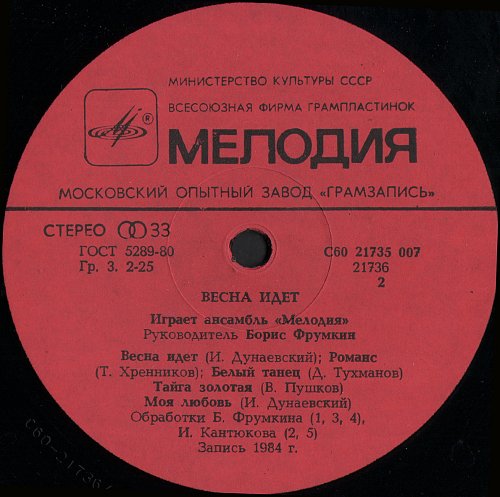 МИНИСТЕРСТВО КУЛЬТУРЫ СССР
ВСЕСОЮЗНАЯ ФИРМА ГРАМПЛАСТИНОК
®
МЕЛОДИЯ
МОСКОВСКИЙ ОПЫТНЫЙ ЗАВОД «ГРАМЗАПИСЬ»
СТЕРЕО 33
ГОСТ 5289-80
Гр. 3. 2-25
С60 21735 007
21736
2
ВЕСНА ИДЕТ
Играет ансамбль «Мелодия»
Руководитель Борис Фрумкин
Весна идет (И. Дунаевский); Романс
(Т. Хренников); Белый танец (Д. Тухманов)
Тайга золотая (В. Пушков)
Моя любовь (И. Дунаевский)
Обработки Б. Фрумкина (1, 3, 4),
И. Кантюкова (2, 5)
Запись 1984 г.